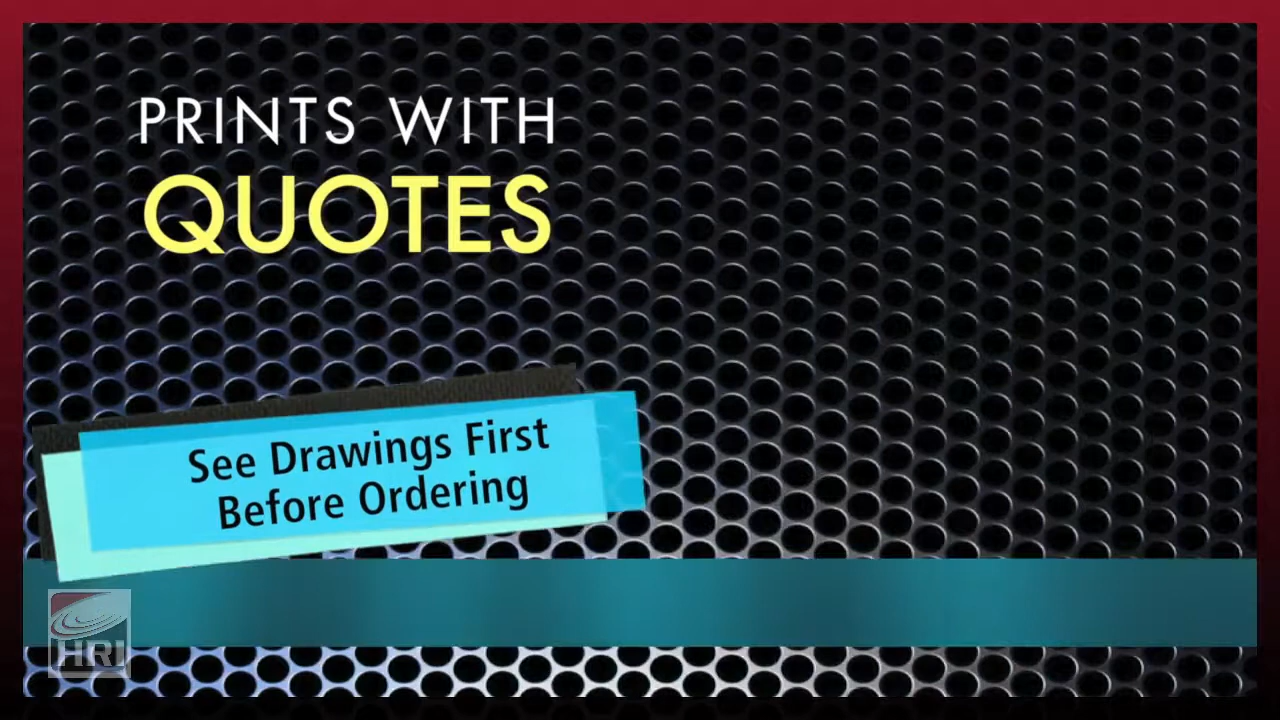 PRINTS WITH
QUOTES
See Drawings First
Before Ordering
HRI